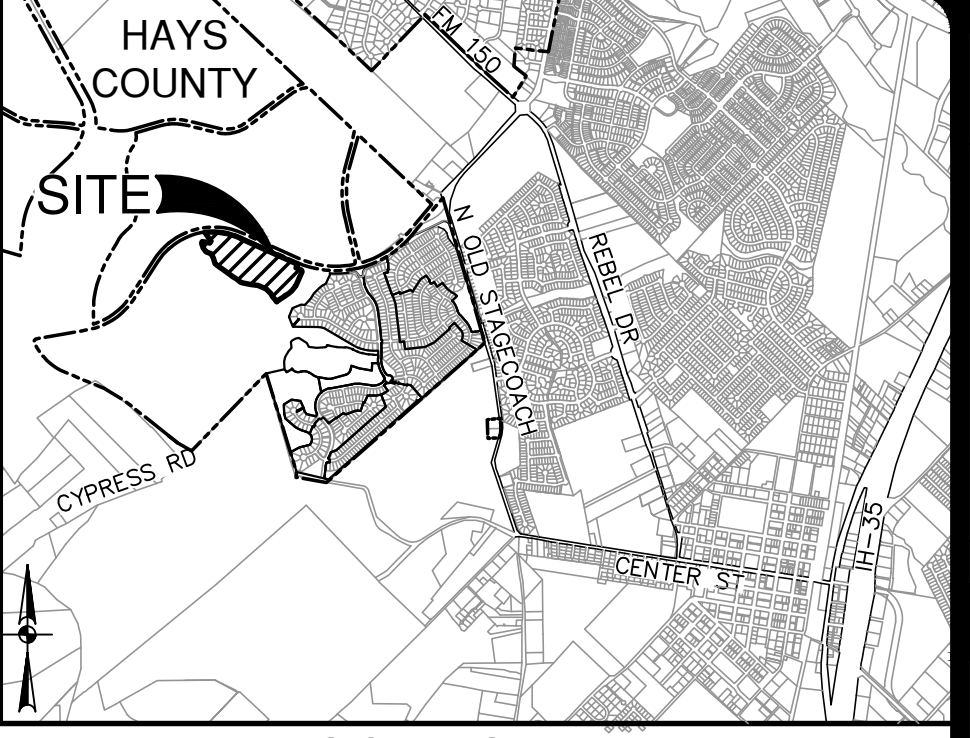 HAYS
COUNTY
FM 150
SITE
N OLD STAGECOACH
REBEL DR
CYPRESS RD
IH-35
CENTER ST